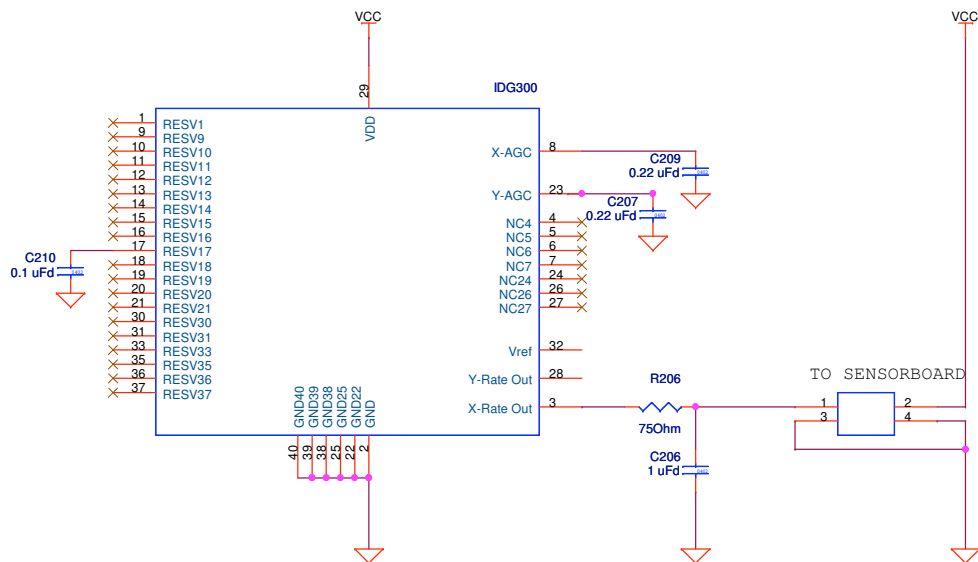 VCC
VCC
29
IDG300
VDD
1 RESV1
9 RESV9
10 RESV10
11 RESV11
12 RESV12
13 RESV13
14 RESV14
15 RESV15
16 RESV16
17 RESV17
18 RESV18
19 RESV19
20 RESV20
21 RESV21
30 RESV30
31 RESV31
33 RESV33
35 RESV35
36 RESV36
37 RESV37
C210
0.1 uFd
0402
X-AGC 8
C209
0.22 uFd
0402
Y-AGC 23
C207
0.22 uFd
0402
NC4 4
NC5 5
NC6 6
NC7 7
NC24 24
NC26 26
NC27 27
Vref 32
Y-Rate Out 28
X-Rate Out 3
R206
75Ohm
C206
1 uFd
0402
TO SENSORBOARD
1 2
3 4
GND40
GND39
GND38
GND25
GND22
GND
40
39
38
25
22
2